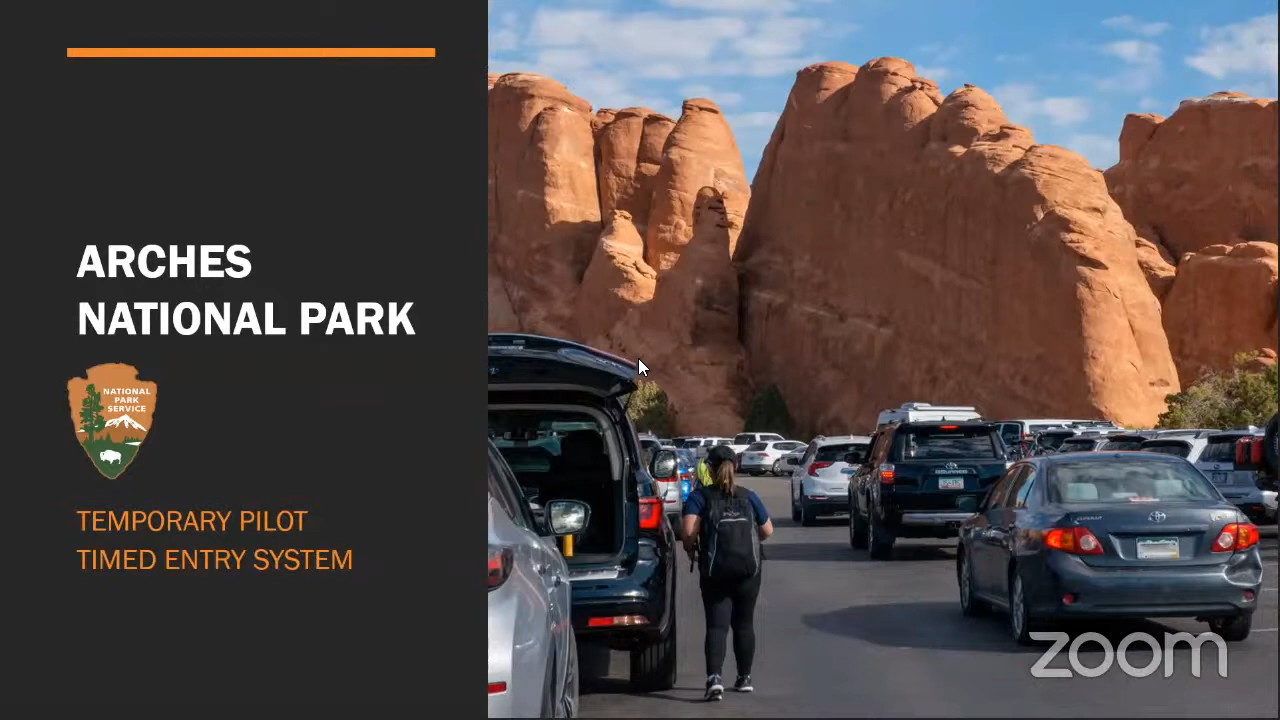 ARCHES
NATIONAL PARK
NATIONAL
PARK
SERVICE
TEMPORARY PILOT
TIMED ENTRY SYSTEM
zoom